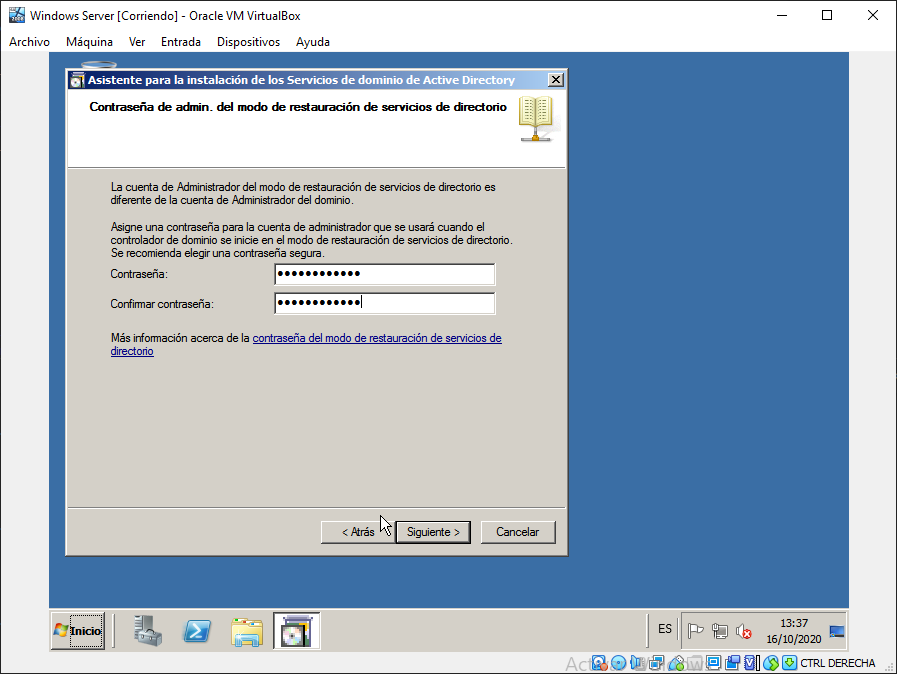 Windows Server [Corriendo] - Oracle VM VirtualBox
Archivo Máquina Ver Entrada Dispositivos Ayuda
Asistente para la instalación de los Servicios de dominio de Active Directory
Contraseña de admin. del modo de restauración de servicios de directorio
La cuenta de Administrador del modo de restauración de servicios de directorio es
diferente de la cuenta de Administrador del dominio.
Asigne una contraseña para la cuenta de administrador que se usará cuando el
controlador de dominio se inicie en el modo de restauración de servicios de directorio.
Se recomienda elegir una contraseña segura.
Contraseña: ●●●●●●●●●●●●
Confirmar contraseña: ●●●●●●●●●●●●
Más información acerca de la contraseña del modo de restauración de servicios de
directorio
< Atrás Siguiente > Cancelar
Inicio ES 13:37
16/10/2020
CTRL DERECHA